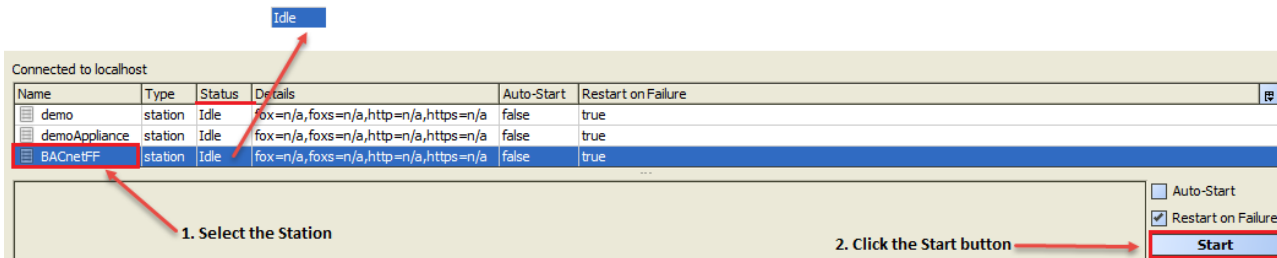 Idle
Connected to localhost
Name Type Status Details Auto-Start Restart on Failure
demo station Idle fox=n/a,foxs=n/a,http=n/a,https=n/a false true
demoAppliance station Idle fox=n/a,foxs=n/a,http=n/a,https=n/a false true
BACnetFF station Idle fox=n/a,foxs=n/a,http=n/a,https=n/a false true
Auto-Start
Restart on Failure
1. Select the Station
2. Click the Start button
Start